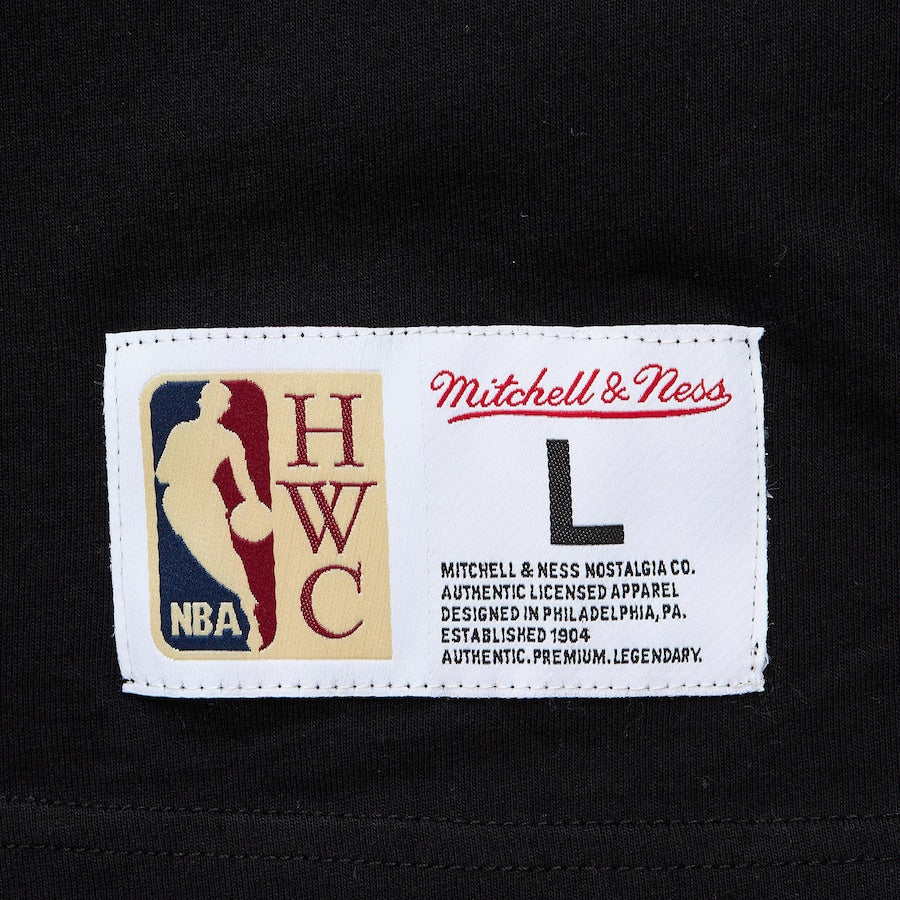 NBA
H
W
C
Mitchell & Ness
L
MITCHELL & NESS NOSTALGIA CO.
AUTHENTIC LICENSED APPAREL
DESIGNED IN PHILADELPHIA, PA.
ESTABLISHED 1904
AUTHENTIC. PREMIUM. LEGENDARY.